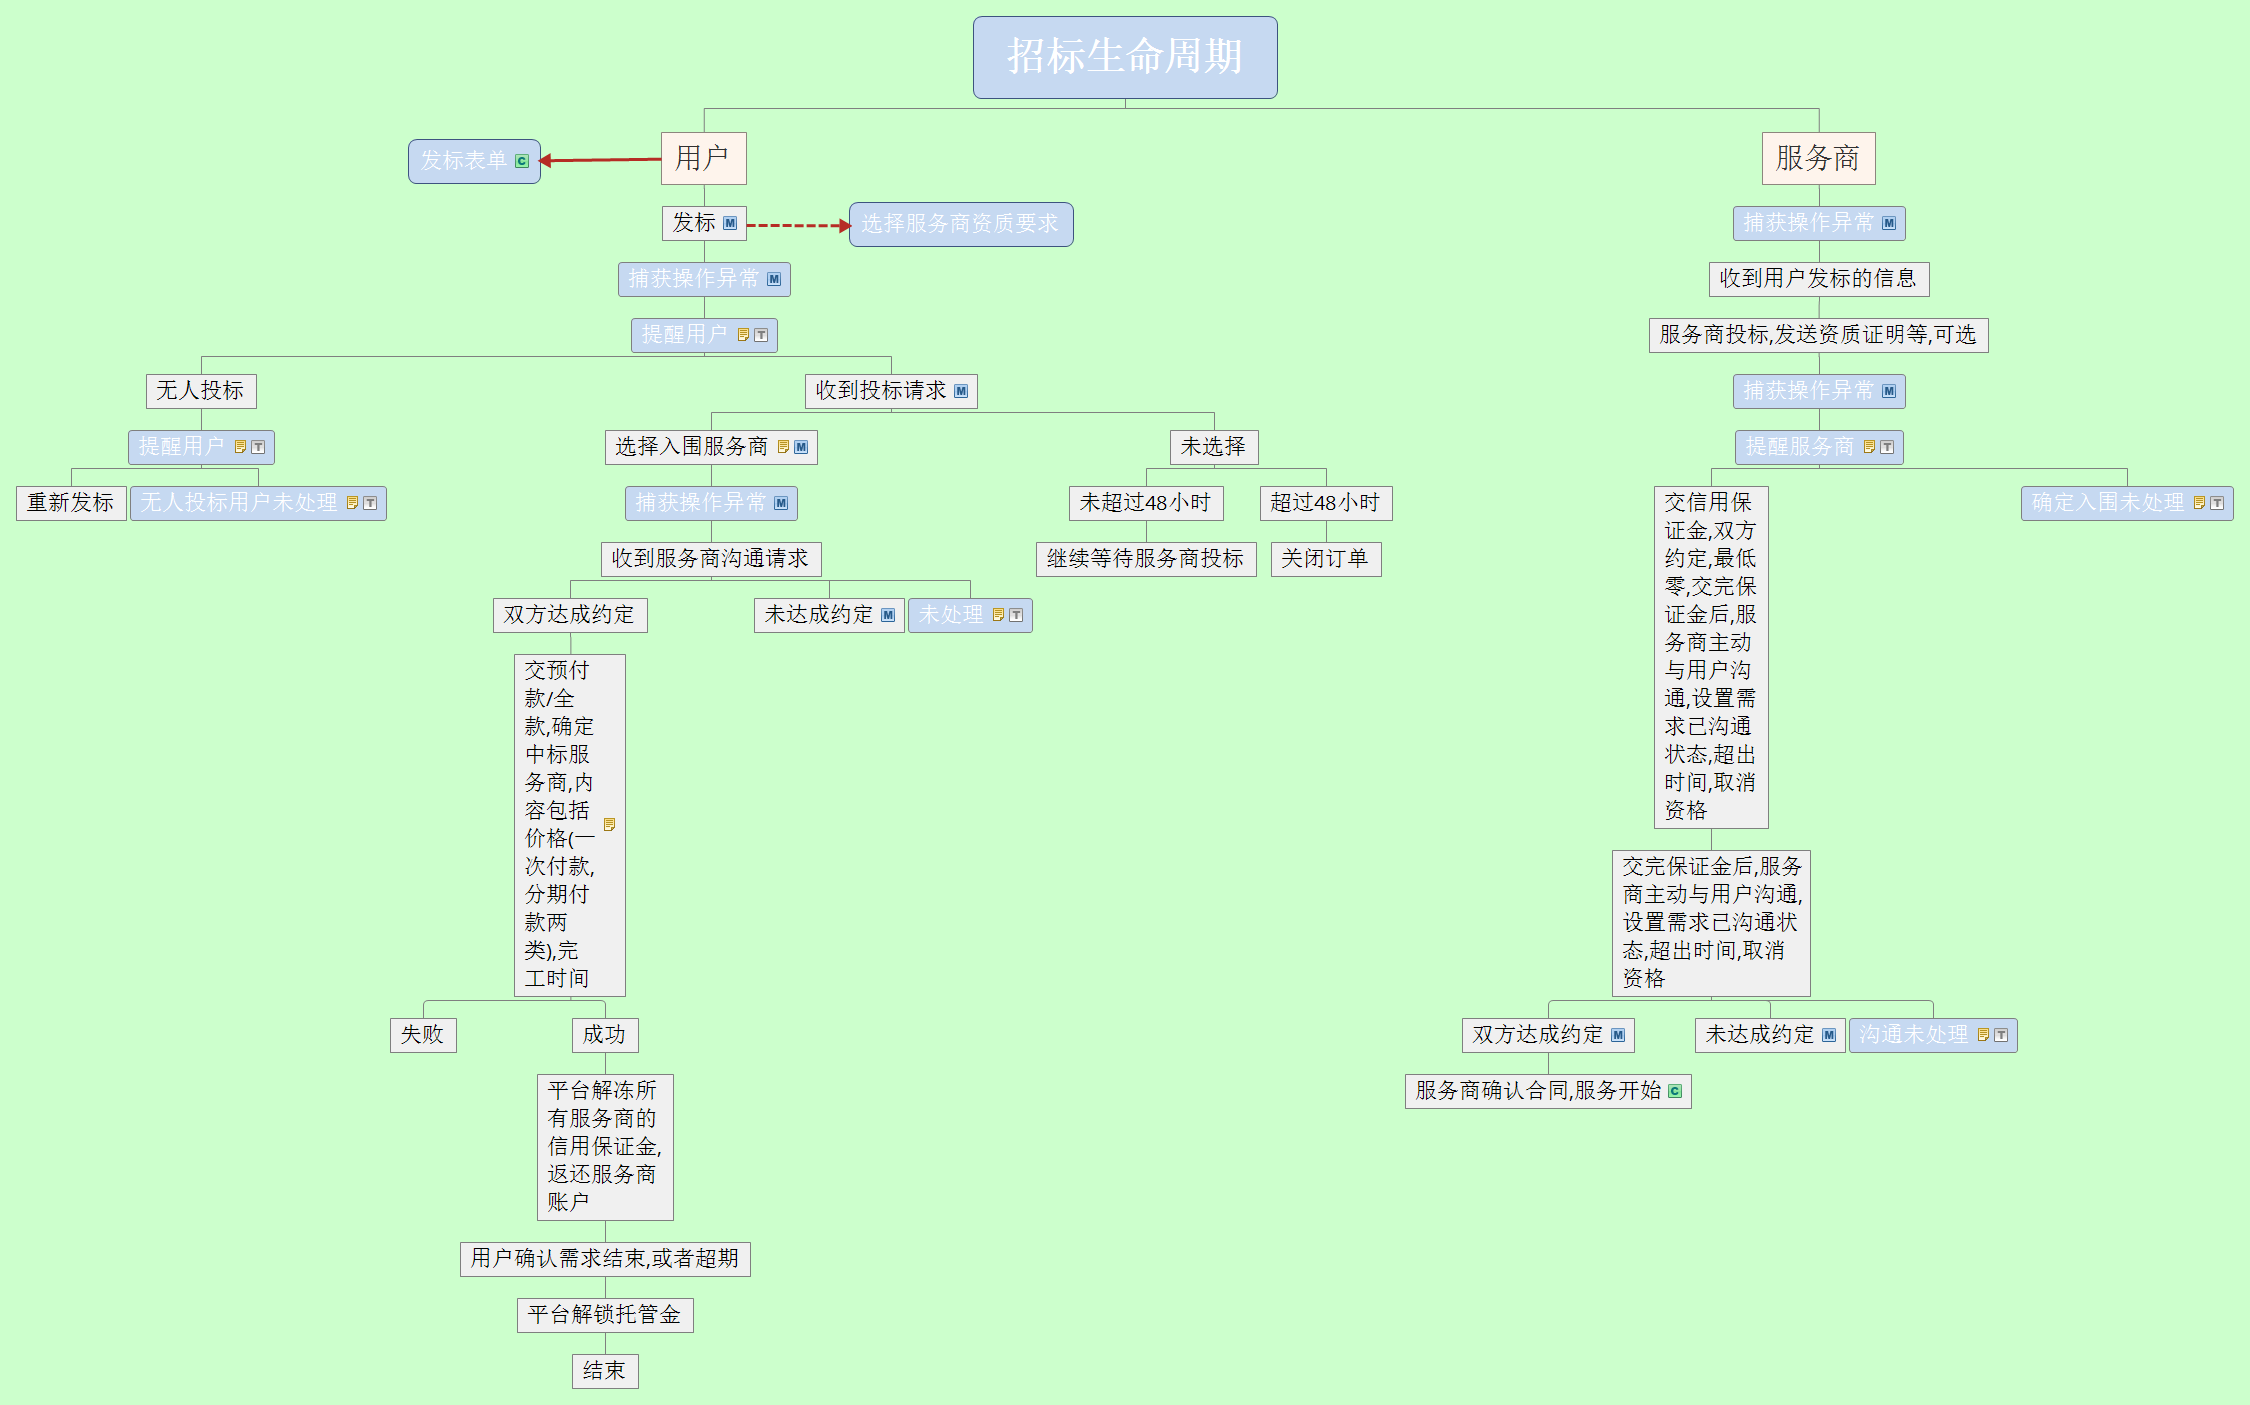 招标生命周期
发标表单
用户
服务商
发标
选择服务商资质要求
捕获操作异常
捕获操作异常
收到用户发标的信息
提醒用户
服务商投标,发送资质证明等,可选
无人投标
收到投标请求
捕获操作异常
提醒用户
选择入围服务商
未选择
提醒服务商
重新发标
无人投标用户未处理
捕获操作异常
未超过48小时
超过48小时
确定入围未处理
收到服务商沟通请求
继续等待服务商投标
关闭订单
双方达成约定
未达成约定
未处理
交信用保
证金,双方
约定,最低
零,交完保
证金后,服
务商主动
与用户沟
通,设置需
求已沟通
状态,超出
时间,取消
资格
交预付
款/全
款,确定
中标服
务商,内
容包括
价格(一
次付款,
分期付
款两
类),完
工时间
交完保证金后,服务
商主动与用户沟通,
设置需求已沟通状
态,超出时间,取消
资格
失败
成功
双方达成约定
未达成约定
沟通未处理
平台解冻所
有服务商的
信用保证金,
返还服务商
账户
服务商确认合同,服务开始
用户确认需求结束,或者超期
平台解锁托管金
结束